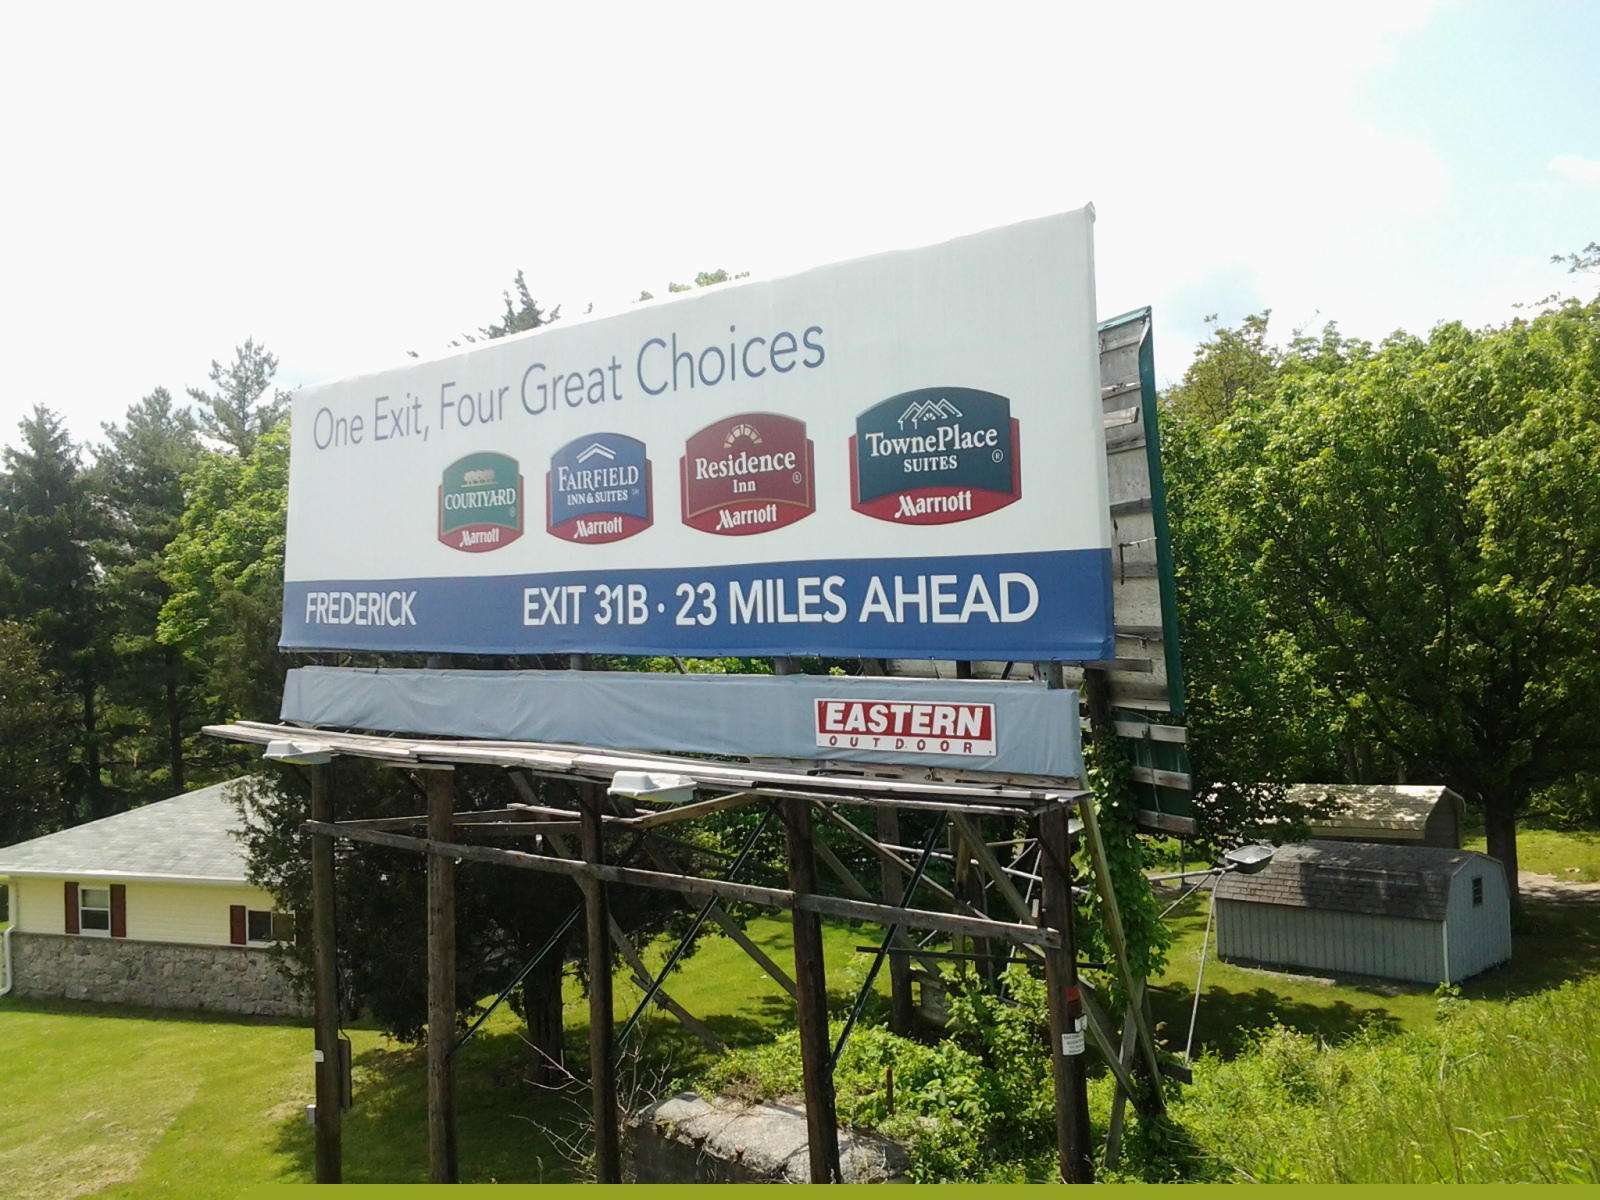 One Exit, Four Great Choices
COURTYARD®
Marriott
FAIRFIELD
INN & SUITES℠
Marriott
Residence
Inn®
Marriott
TownePlace
SUITES®
Marriott
FREDERICK EXIT 31B · 23 MILES AHEAD
EASTERN
OUTDOOR